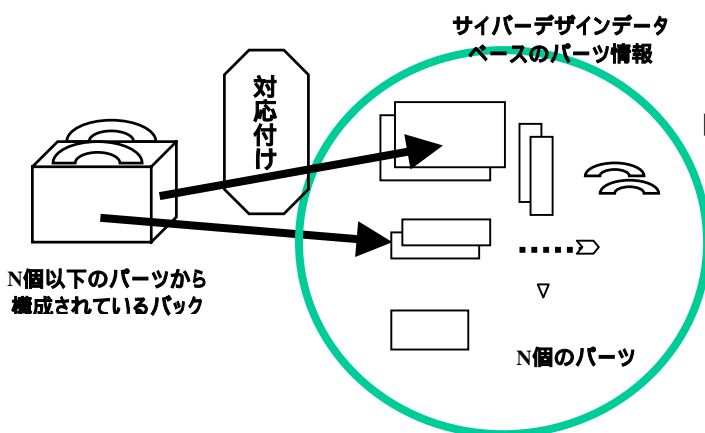 サイバーデザインデータ
ベースのパーツ情報
対応付け
N個以下のパーツから
構成されているバック
N個のパーツ